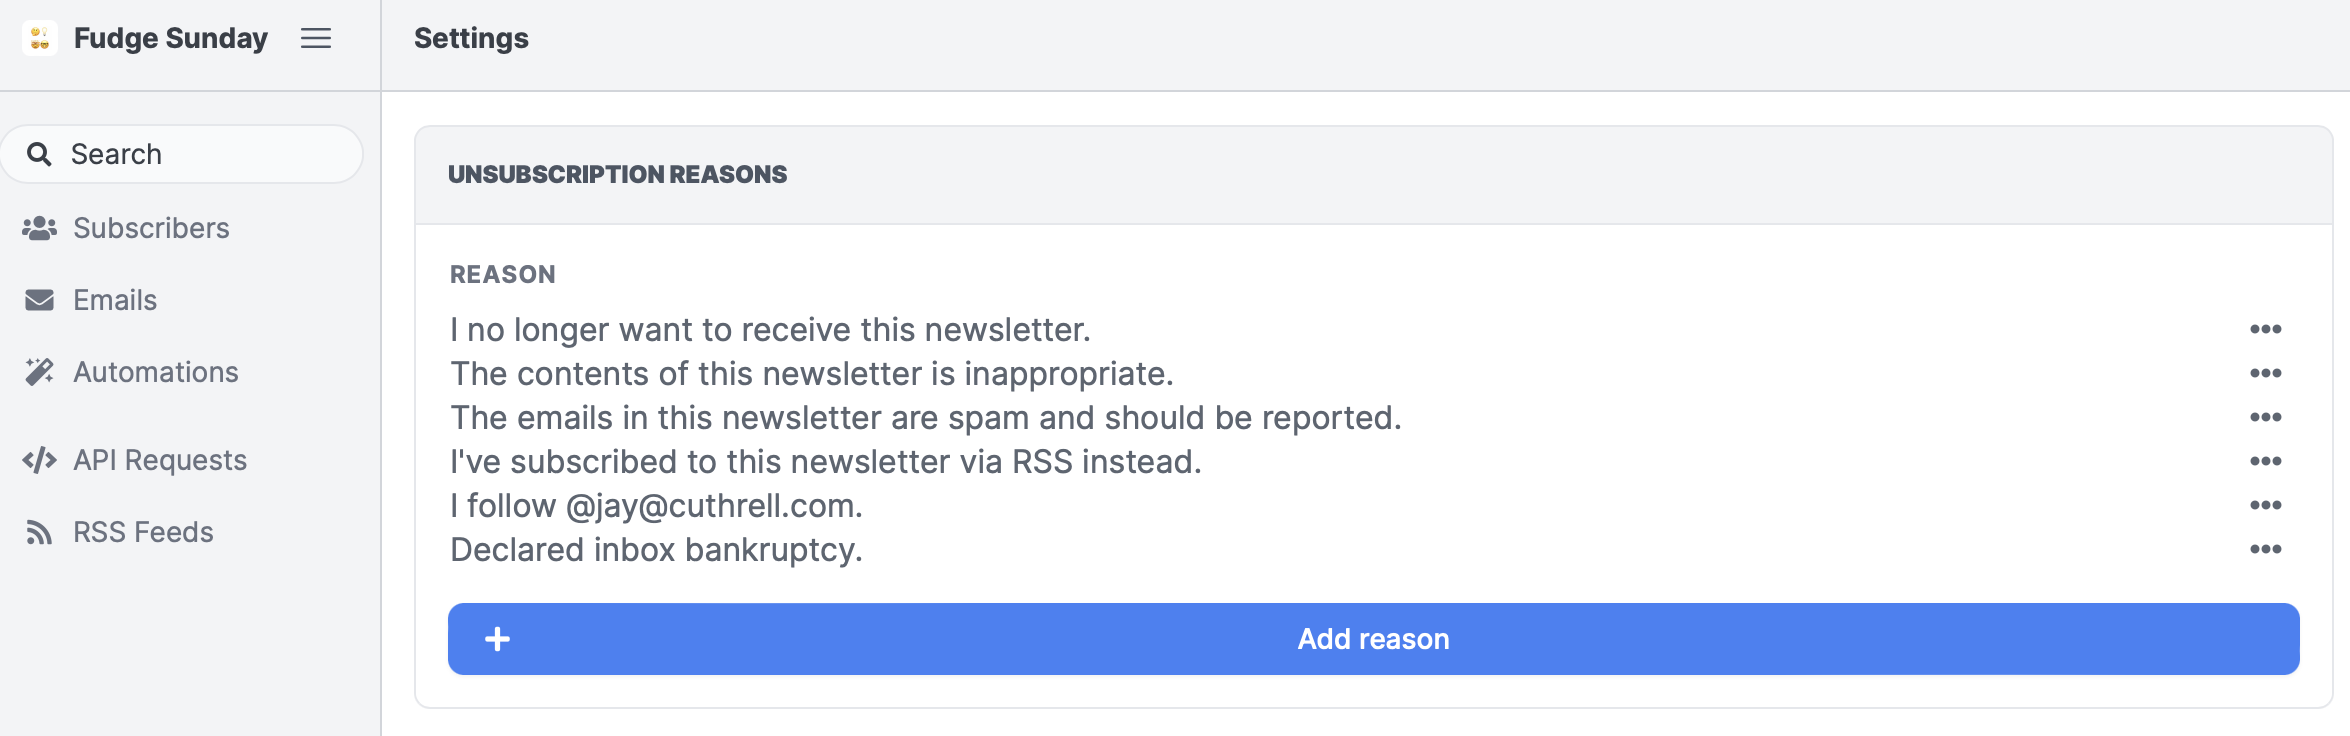 Fudge Sunday
Settings
Search
Subscribers
Emails
Automations
API Requests
RSS Feeds
UNSUBSCRIPTION REASONS
REASON
I no longer want to receive this newsletter.
The contents of this newsletter is inappropriate.
The emails in this newsletter are spam and should be reported.
I've subscribed to this newsletter via RSS instead.
I follow @jay@cuthrell.com.
Declared inbox bankruptcy.
Add reason